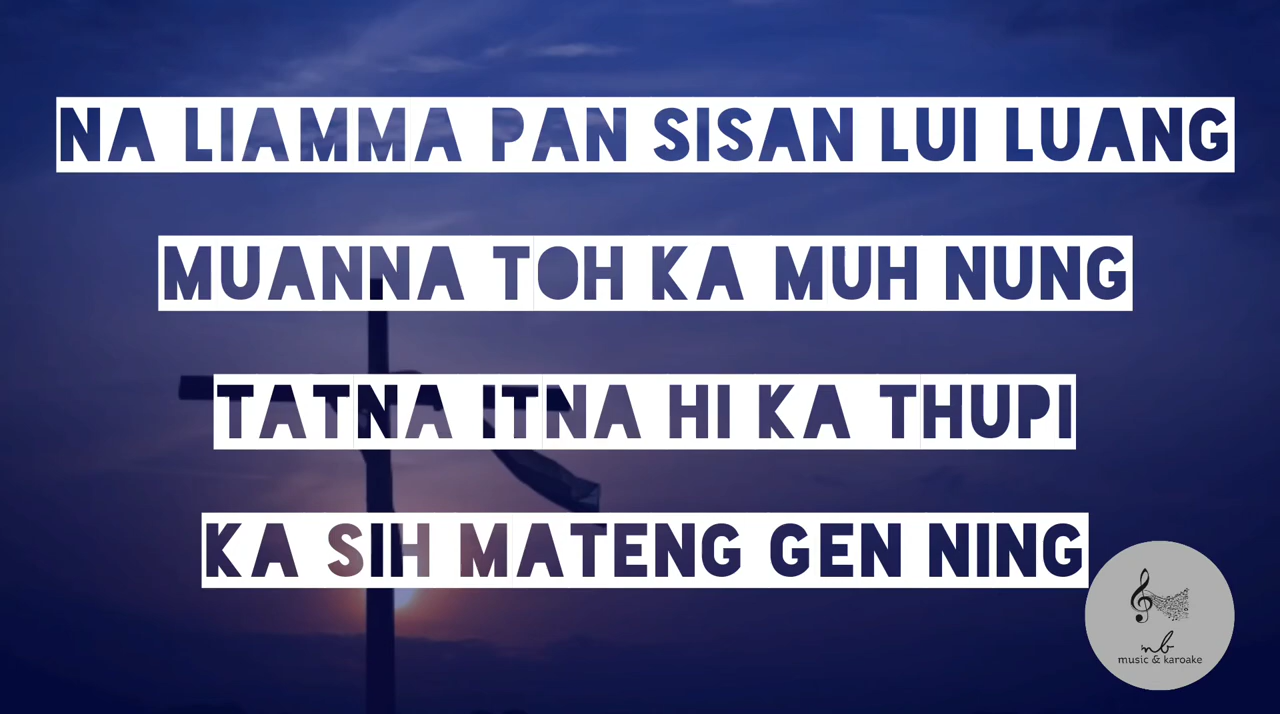 NA LIAMMA PAN SISAN LUI LUANG
MUANNA TOH KA MUH NUNG
TATNA ITNA HI KA THUPI
KA SIH MATENG GEN NING
nb
music & karoake